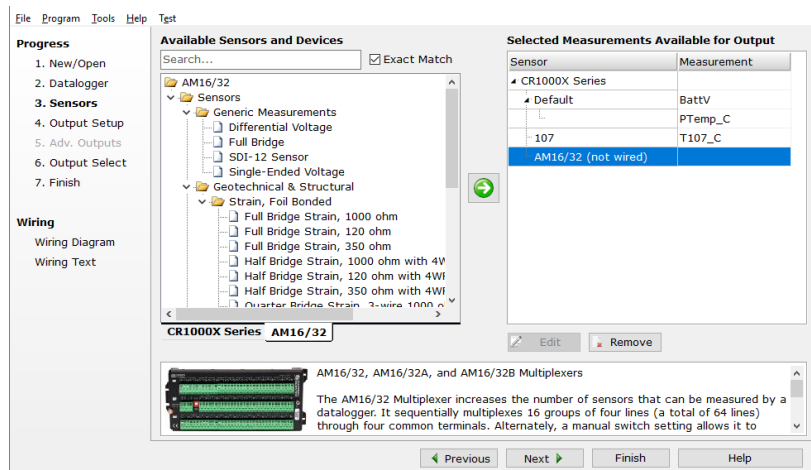 File Program Tools Help Test
Progress
1. New/Open
2. Datalogger
3. Sensors
4. Output Setup
5. Adv. Outputs
6. Output Select
7. Finish
Wiring
Wiring Diagram
Wiring Text
Available Sensors and Devices
Search... Exact Match
AM16/32
Sensors
Generic Measurements
Differential Voltage
Full Bridge
SDI-12 Sensor
Single-Ended Voltage
Geotechnical & Structural
Strain, Foil Bonded
Full Bridge Strain, 1000 ohm
Full Bridge Strain, 120 ohm
Full Bridge Strain, 350 ohm
Half Bridge Strain, 1000 ohm with 4W
Half Bridge Strain, 120 ohm with 4WF
Half Bridge Strain, 350 ohm with 4WF
Quarter Bridge Strain, 3-wire 1000 o
CR1000X Series AM16/32
Selected Measurements Available for Output
Sensor Measurement
CR1000X Series
Default BattV
PTemp_C
107 T107_C
AM16/32 (not wired)
Edit Remove
AM16/32, AM16/32A, and AM16/32B Multiplexers
The AM16/32 Multiplexer increases the number of sensors that can be measured by a
datalogger. It sequentially multiplexes 16 groups of four lines (a total of 64 lines)
through four common terminals. Alternately, a manual switch setting allows it to
Previous Next Finish Help